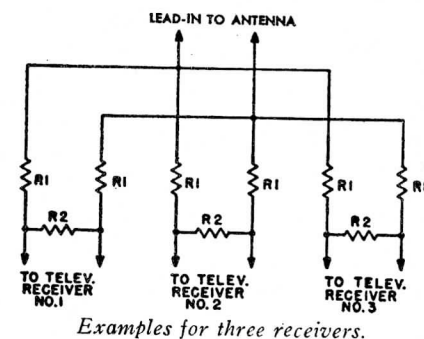 LEAD-IN TO ANTENNA
R1 R1 R1 R1 R1 R1
R2 R2 R2
TO TELEV. RECEIVER NO.1
TO TELEV. RECEIVER NO.2
TO TELEV. RECEIVER NO.3
Examples for three receivers.